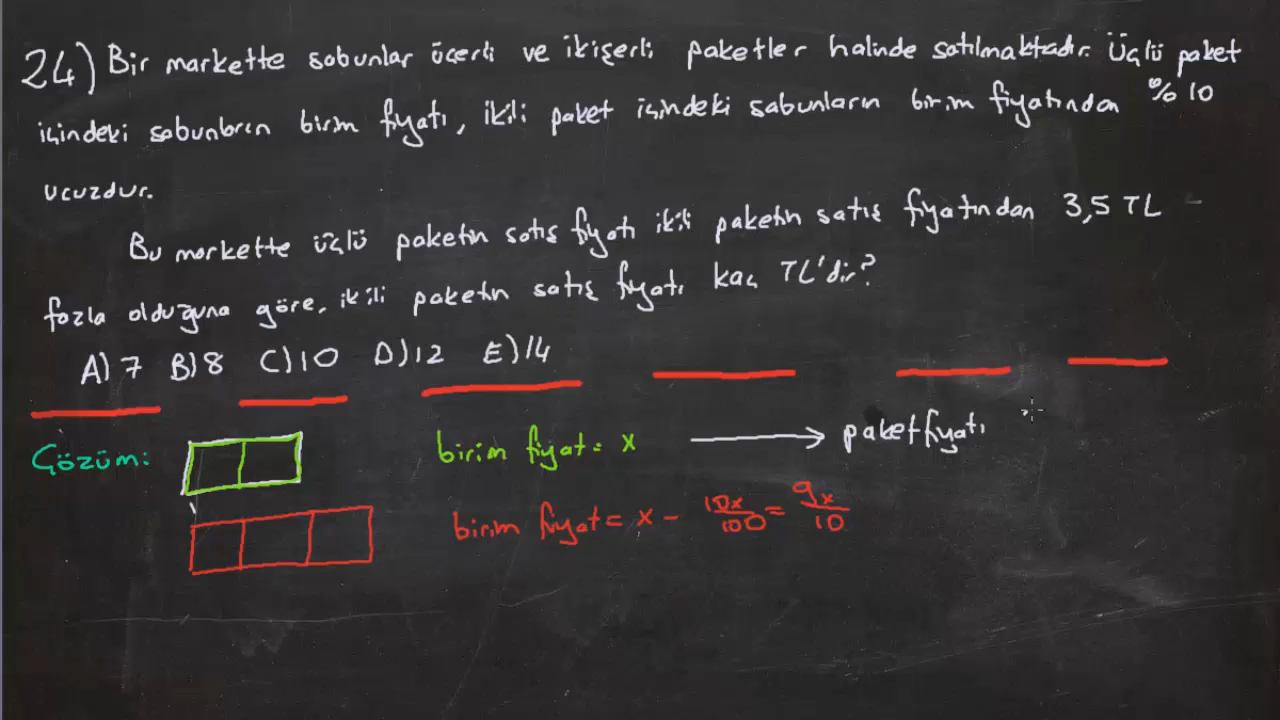 24) Bir markette sabunlar üçerli ve ikişerli paketler halinde satılmaktadır. Üçlü paket
içindeki sabunların birim fiyatı, ikili paket içindeki sabunların birim fiyatından %10
ucuzdur.
Bu markette üçlü paketin satış fiyatı ikili paketin satış fiyatından 3,5 TL
fazla olduğuna göre, ikili paketin satış fiyatı kaç TL'dir?
A) 7 B) 8 C) 10 D) 12 E) 14
Çözüm: birim fiyat = x → paket fiyatı
birim fiyat = x - 10x/100 = 9x/10